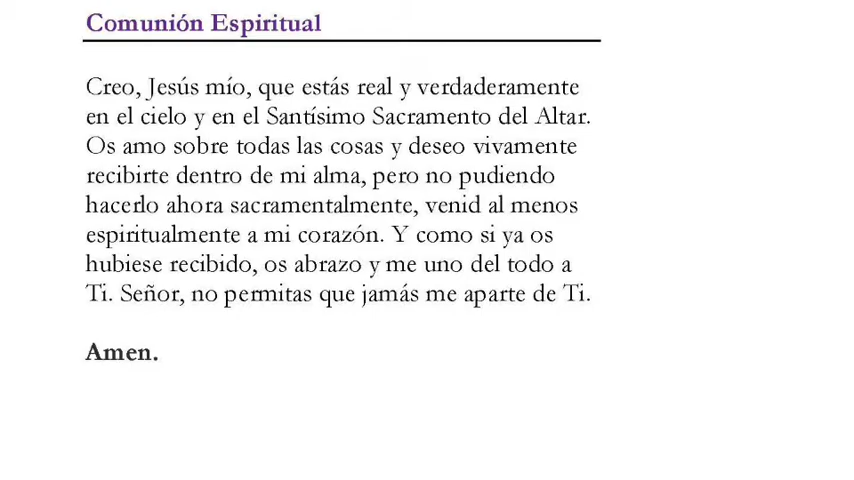 Comunión Espiritual
Creo, Jesús mío, que estás real y verdaderamente
en el cielo y en el Santísimo Sacramento del Altar.
Os amo sobre todas las cosas y deseo vivamente
recibirte dentro de mi alma, pero no pudiendo
hacerlo ahora sacramentalmente, venid al menos
espiritualmente a mi corazón. Y como si ya os
hubiese recibido, os abrazo y me uno del todo a
Ti. Señor, no permitas que jamás me aparte de Ti.
Amen.